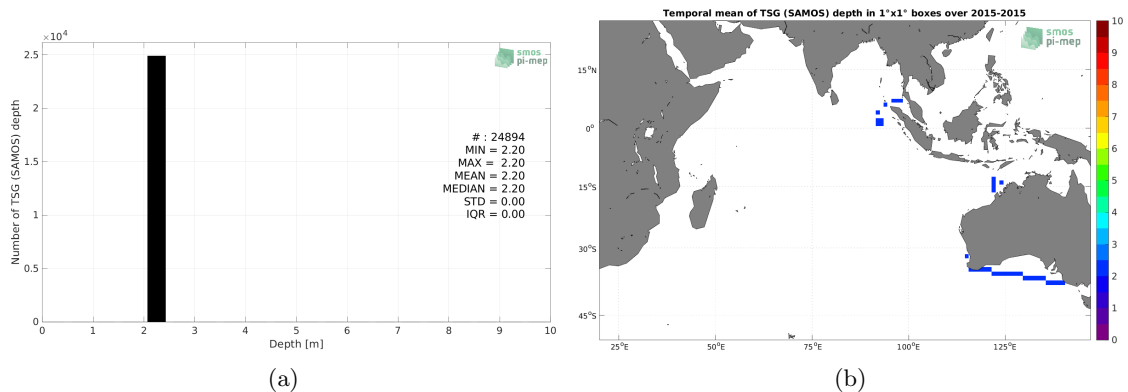 ×10⁴
2.5
2
1.5
1
0.5
0
0 1 2 3 4 5 6 7 8 9 10
Number of TSG (SAMOS) depth
Depth [m]
smos
pi-mep
# : 24894
MIN = 2.20
MAX = 2.20
MEAN = 2.20
MEDIAN = 2.20
STD = 0.00
IQR = 0.00
(a)
Temporal mean of TSG (SAMOS) depth in 1°x1° boxes over 2015-2015
smos
pi-mep
15°N
0°
15°S
30°S
45°S
25°E 50°E 75°E 100°E 125°E
10
9
8
7
6
5
4
3
2
1
0
(b)